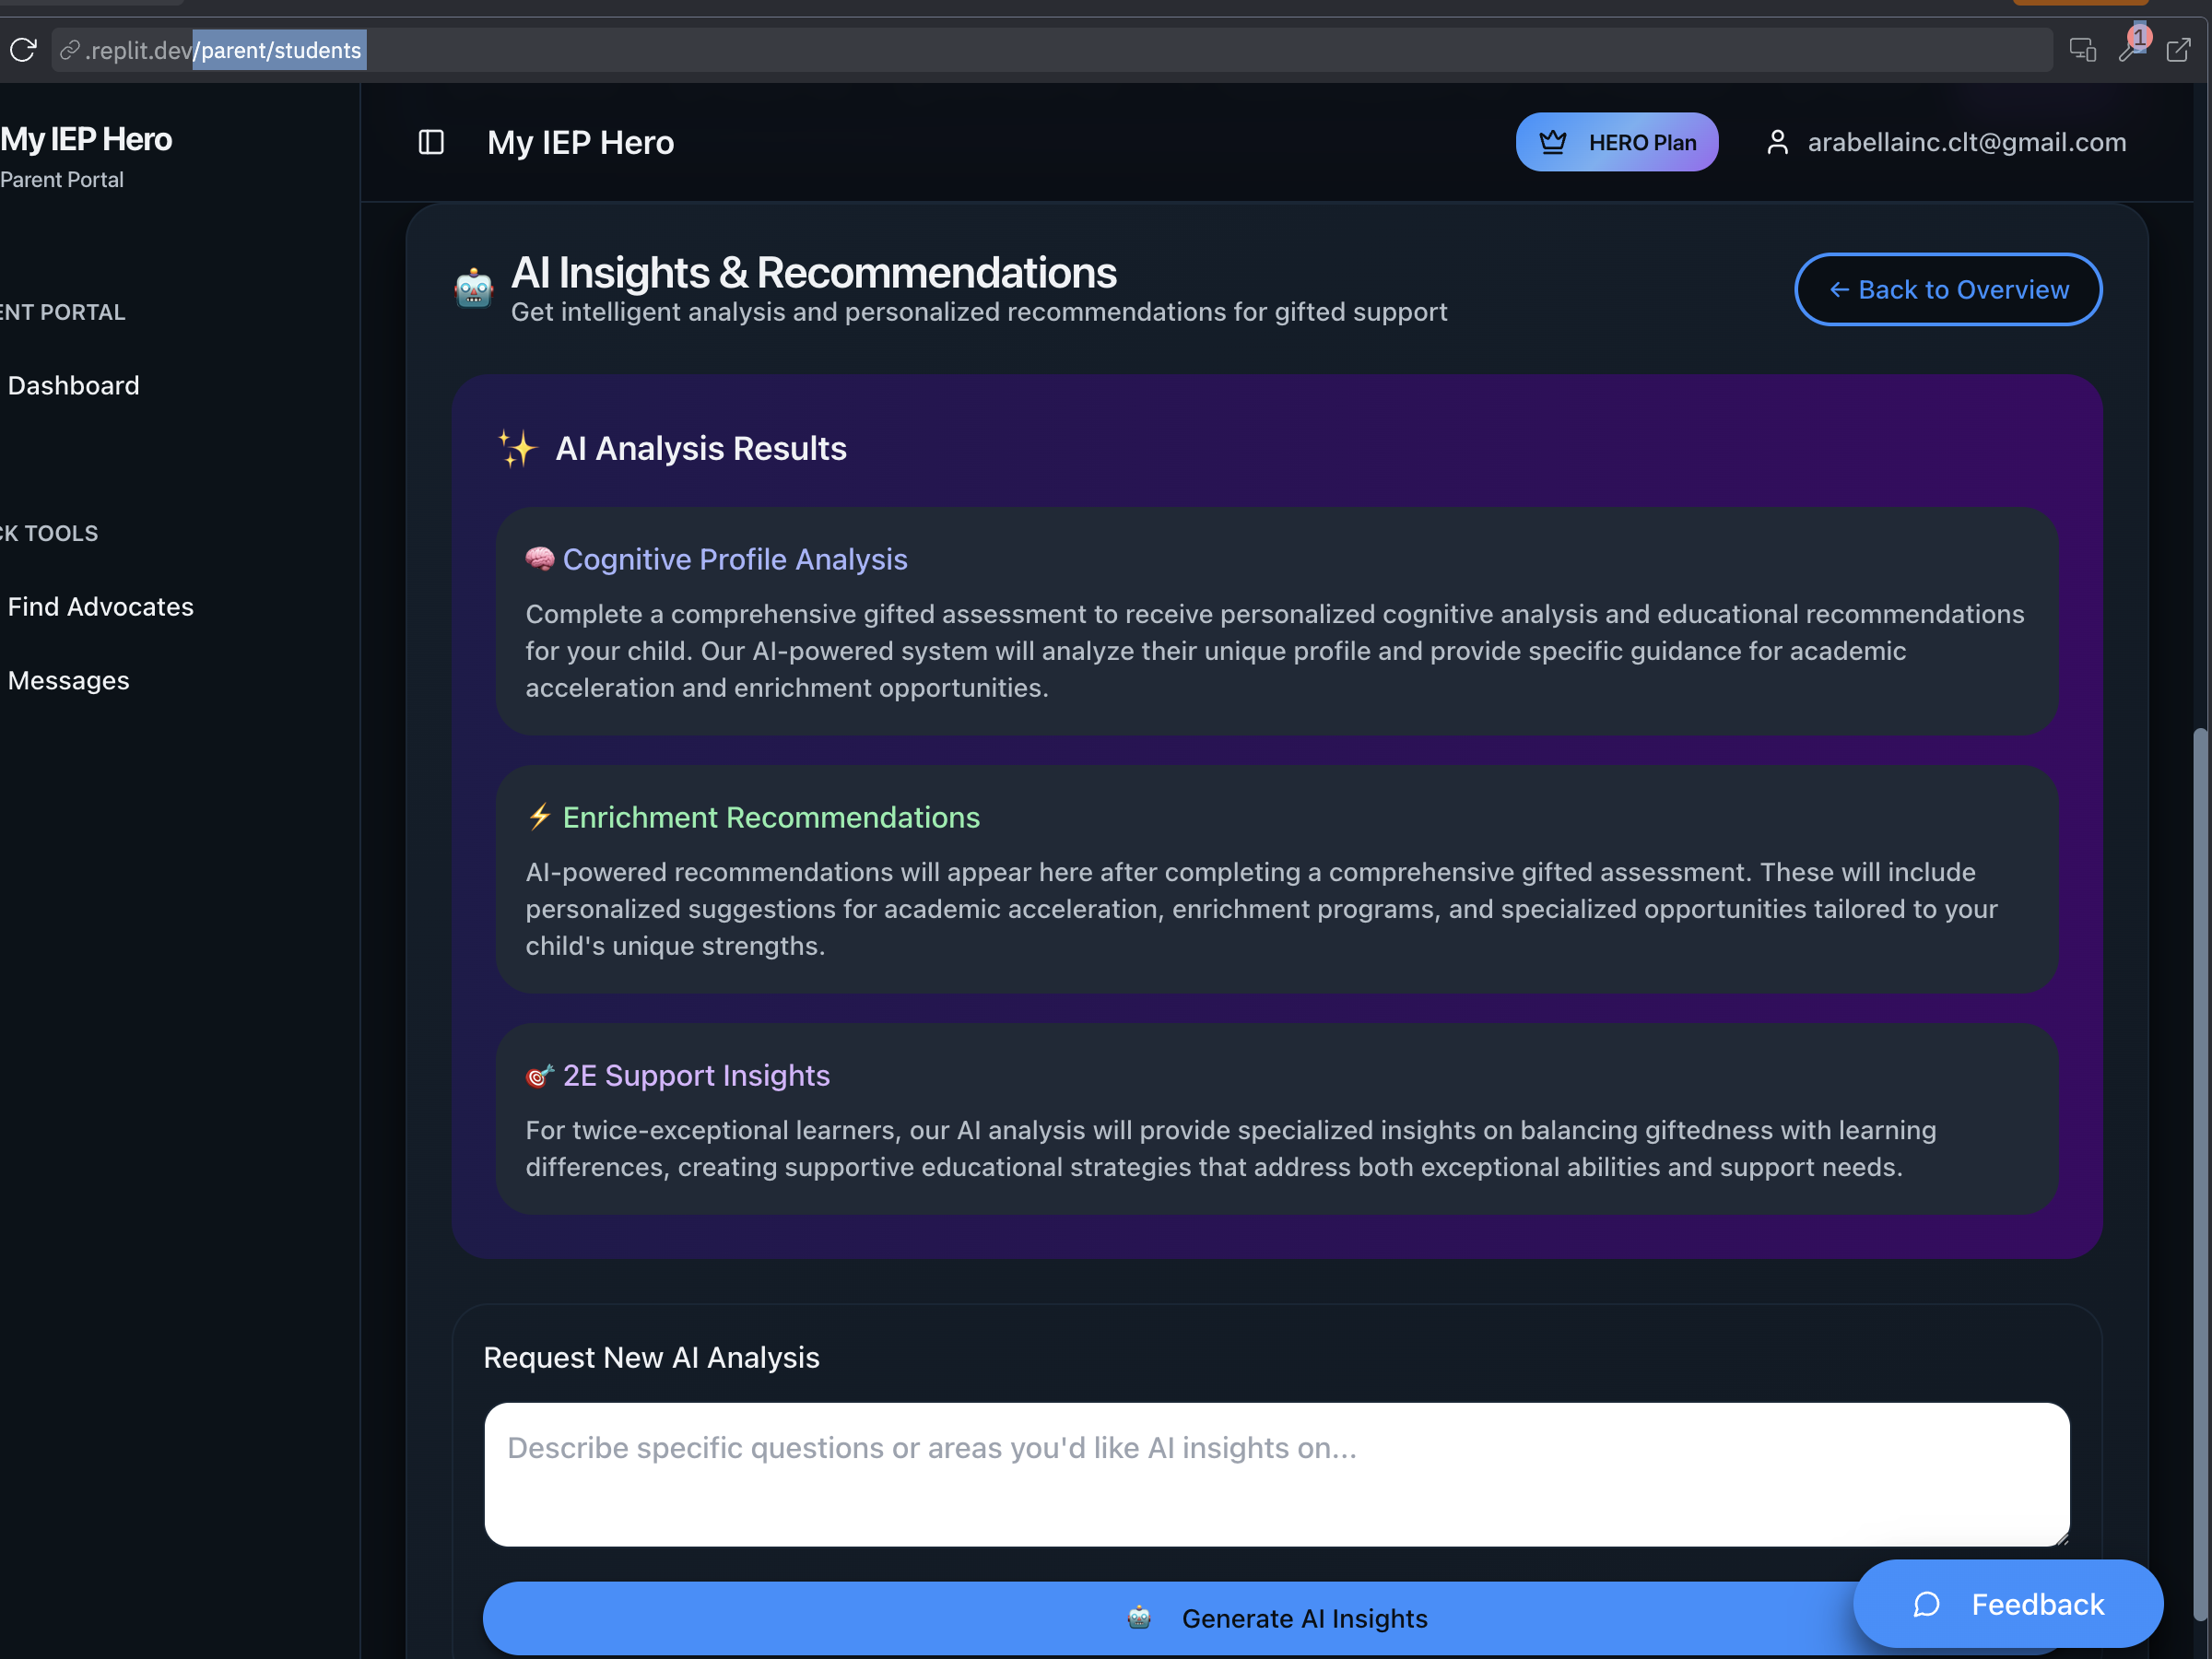 .replit.dev/parent/students
1
My IEP Hero
Parent Portal
ENT PORTAL
Dashboard
CK TOOLS
Find Advocates
Messages
My IEP Hero
HERO Plan
arabellainc.clt@gmail.com
AI Insights & Recommendations
Get intelligent analysis and personalized recommendations for gifted support
← Back to Overview
AI Analysis Results
Cognitive Profile Analysis
Complete a comprehensive gifted assessment to receive personalized cognitive analysis and educational recommendations
for your child. Our AI-powered system will analyze their unique profile and provide specific guidance for academic
acceleration and enrichment opportunities.
Enrichment Recommendations
AI-powered recommendations will appear here after completing a comprehensive gifted assessment. These will include
personalized suggestions for academic acceleration, enrichment programs, and specialized opportunities tailored to your
child's unique strengths.
2E Support Insights
For twice-exceptional learners, our AI analysis will provide specialized insights on balancing giftedness with learning
differences, creating supportive educational strategies that address both exceptional abilities and support needs.
Request New AI Analysis
Describe specific questions or areas you'd like AI insights on...
Generate AI Insights
Feedback